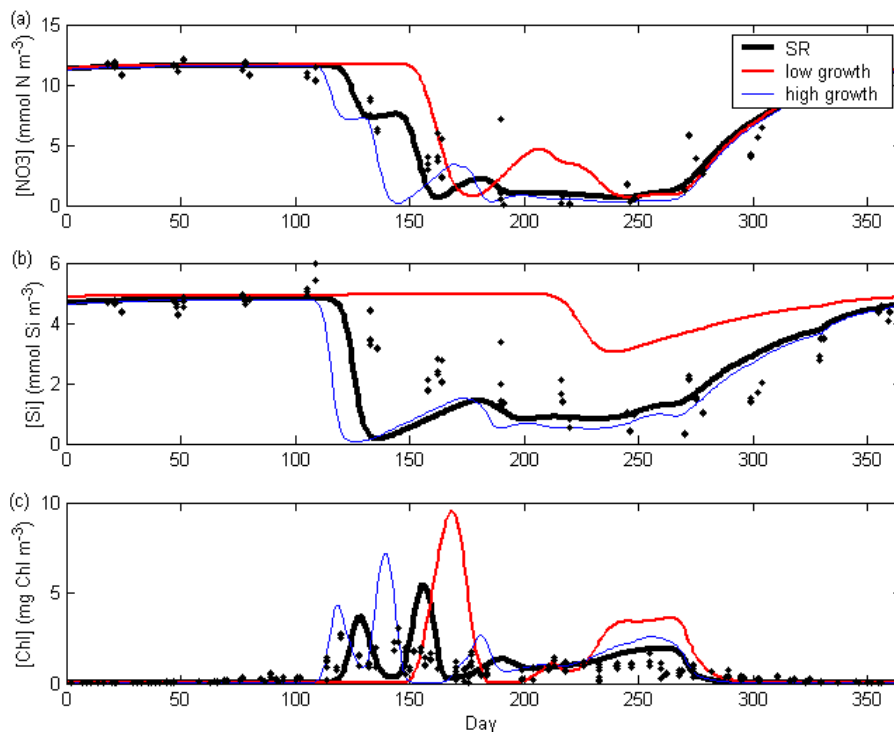 (a)
15
10
5
0
[NO3] (mmol N m-3)
SR
low growth
high growth
0 50 100 150 200 250 300 350
(b)
6
4
2
0
[Si] (mmol Si m-3)
0 50 100 150 200 250 300 350
(c)
10
5
0
[Chl] (mg Chl m-3)
0 50 100 150 200 250 300 350
Day